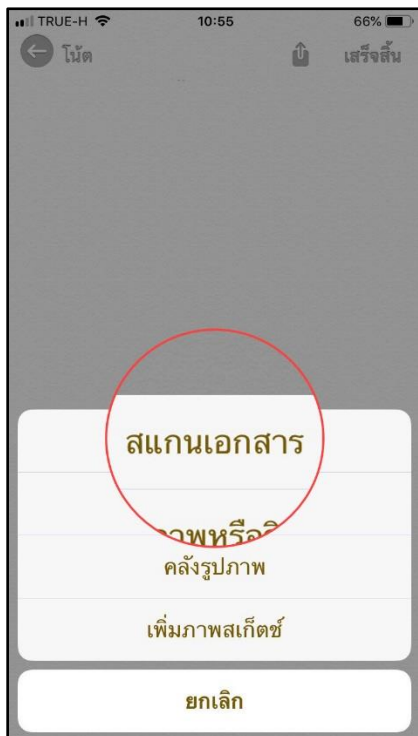 TRUE-H 10:55 66%
โน้ต เสร็จสิ้น
สแกนเอกสาร
คลังรูปภาพ
เพิ่มภาพสเก็ตช์
ยกเลิก